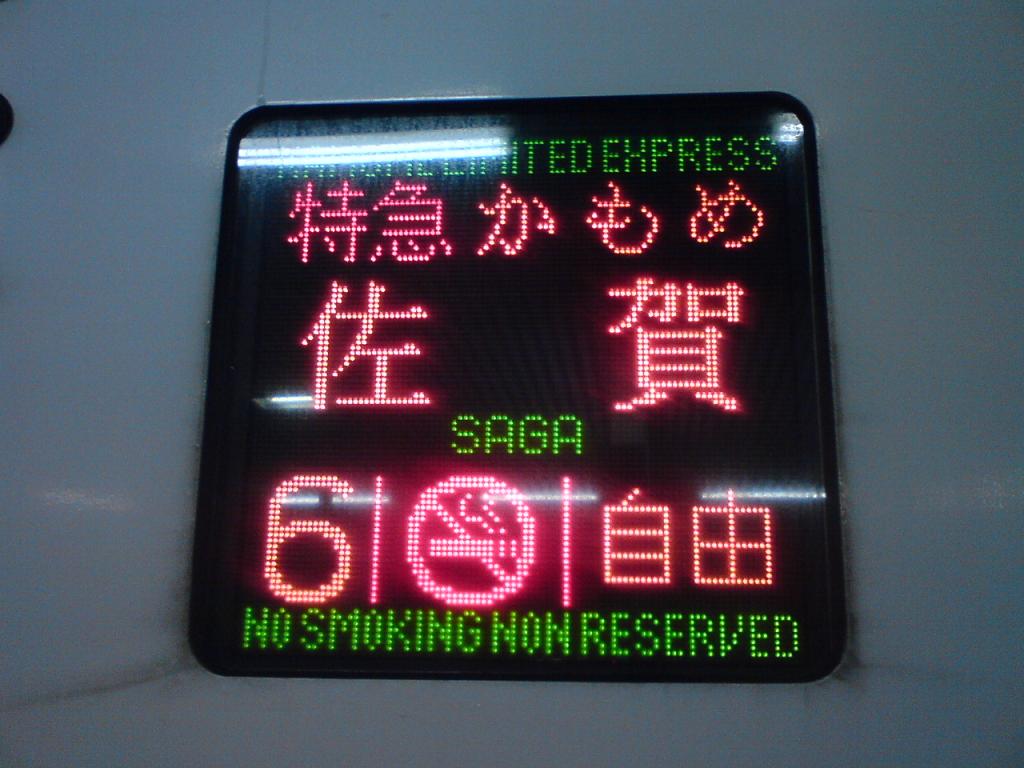 LIMITED EXPRESS
特急かもめ
佐賀
SAGA
6 自由
NO SMOKING NON RESERVED